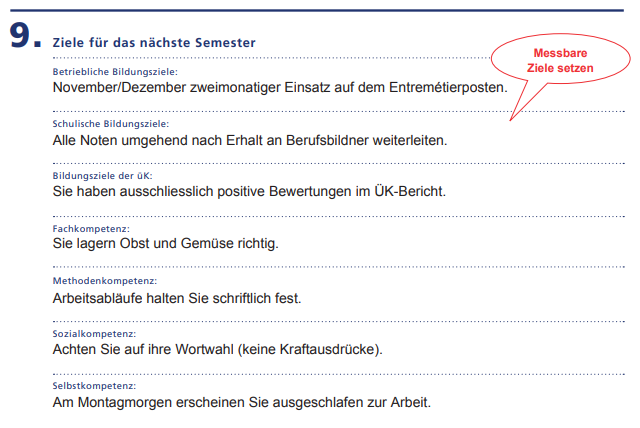 9. Ziele für das nächste Semester
Messbare
Ziele setzen
Betriebliche Bildungsziele:
November/Dezember zweimonatiger Einsatz auf dem Entremétierposten.
Schulische Bildungsziele:
Alle Noten umgehend nach Erhalt an Berufsbildner weiterleiten.
Bildungsziele der üK:
Sie haben ausschliesslich positive Bewertungen im ÜK-Bericht.
Fachkompetenz:
Sie lagern Obst und Gemüse richtig.
Methodenkompetenz:
Arbeitsabläufe halten Sie schriftlich fest.
Sozialkompetenz:
Achten Sie auf ihre Wortwahl (keine Kraftausdrücke).
Selbstkompetenz:
Am Montagmorgen erscheinen Sie ausgeschlafen zur Arbeit.